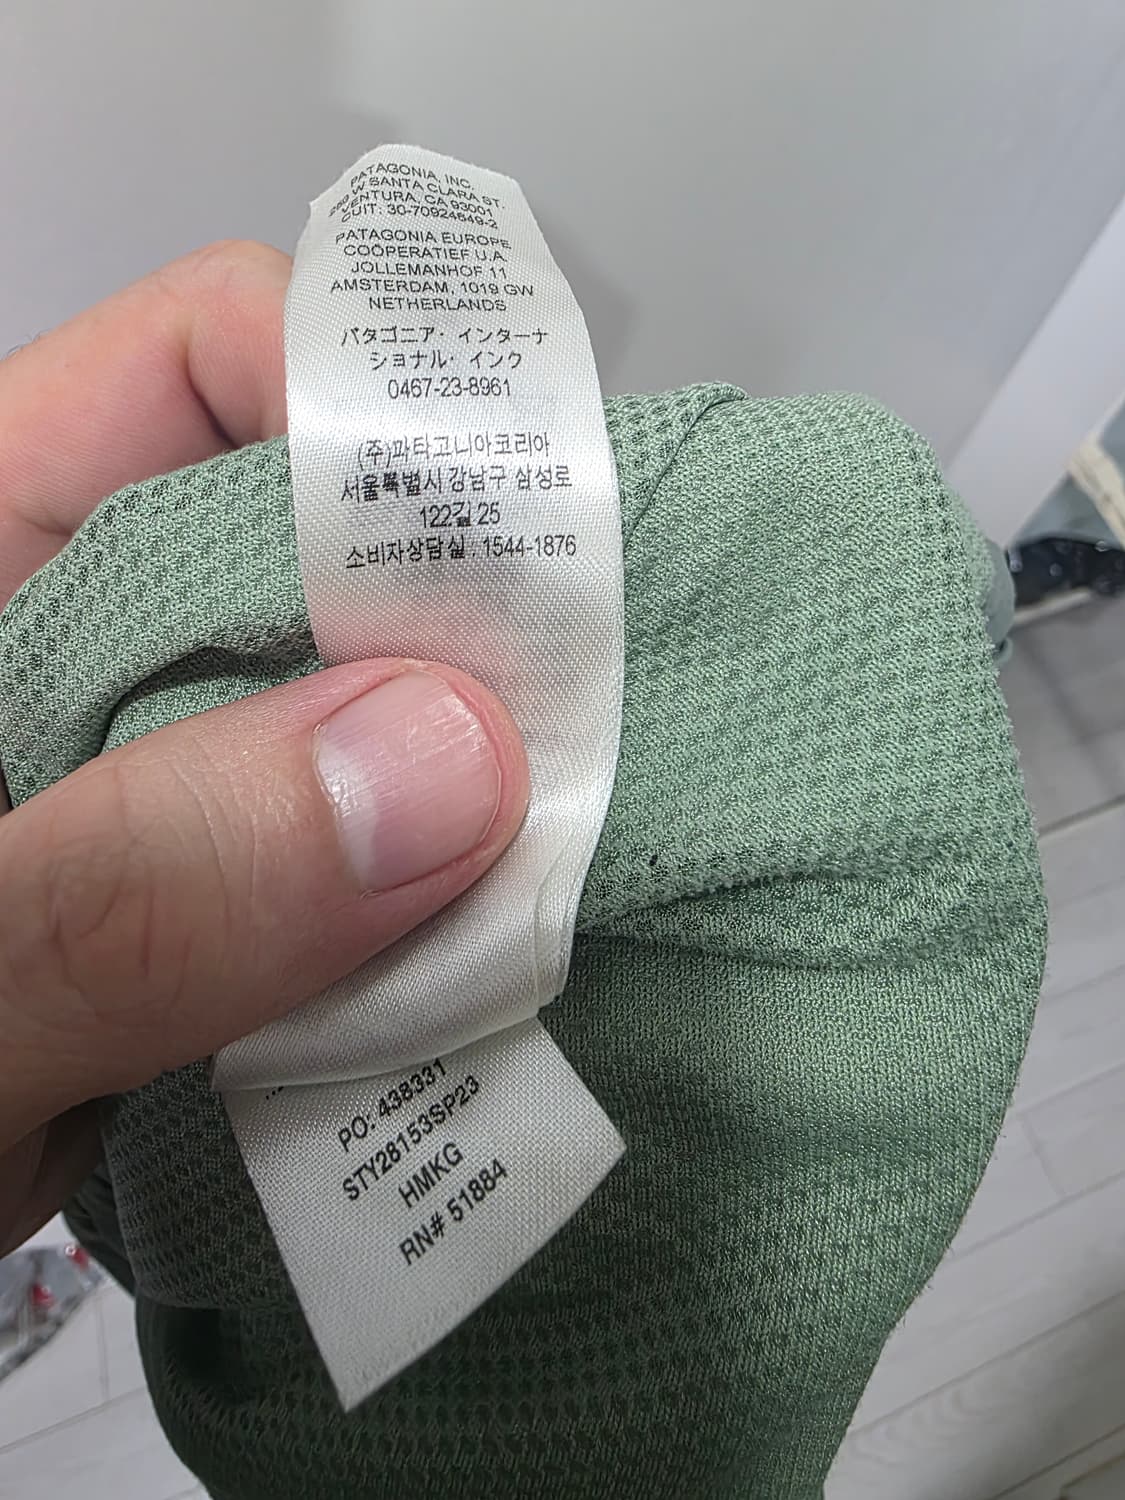 PATAGONIA, INC.
259 W SANTA CLARA ST.
VENTURA, CA 93001
CUIT: 30-70924649-2
PATAGONIA EUROPE
COÖPERATIEF U.A
JOLLEMANHOF 11
AMSTERDAM, 1019 GW
NETHERLANDS
パタゴニア・インターナ
ショナル・インク
0467-23-8961
(주)파타고니아코리아
서울특별시 강남구 삼성로
122길 25
소비자상담실 : 1544-1876
PO: 438331
STY28153SP23
HMKG
RN# 51884